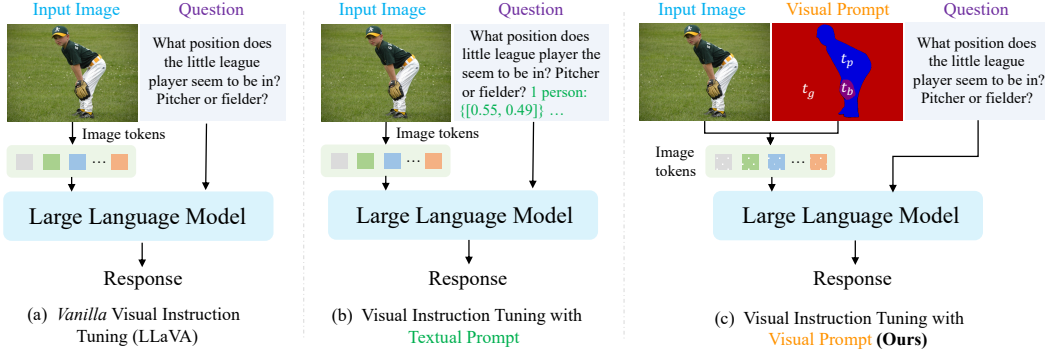 Input Image
Question
What position does
the little league
player seem to be in?
Pitcher or fielder?
Image tokens
Large Language Model
Response
(a) Vanilla Visual Instruction
Tuning (LLaVA)
Input Image
Question
What position does
little league player the
seem to be in? Pitcher
or fielder? 1 person:
{[0.55, 0.49]} …
Image tokens
Large Language Model
Response
(b) Visual Instruction Tuning with
Textual Prompt
Input Image
Visual Prompt
Question
t_p
t_g
t_b
What position does
the little league
player seem to be in?
Pitcher or fielder?
Image
tokens
Large Language Model
Response
(c) Visual Instruction Tuning with
Visual Prompt (Ours)